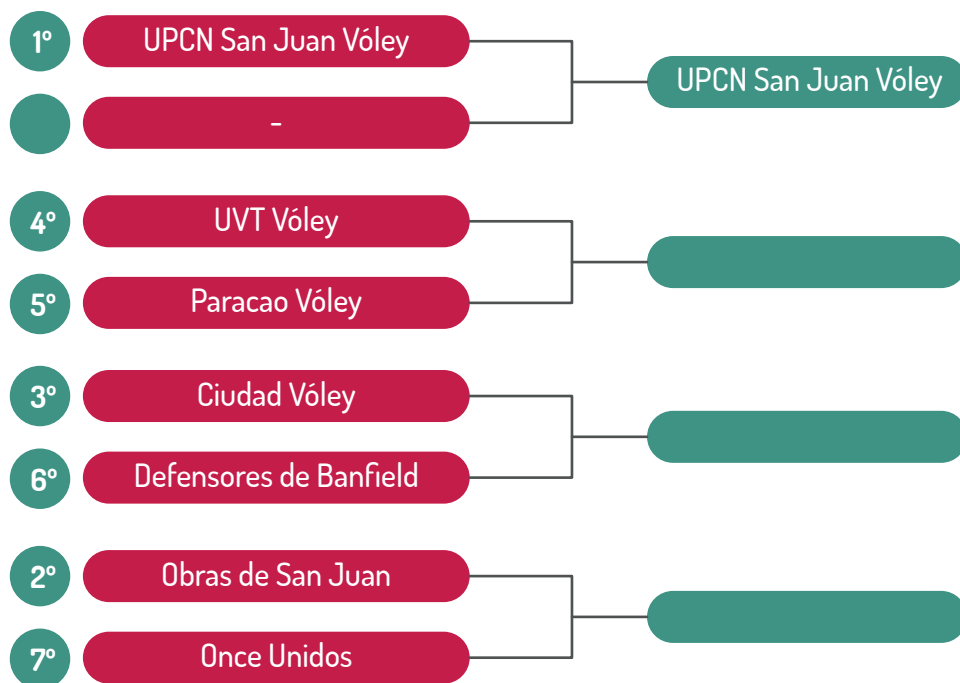 1º UPCN San Juan Vóley
UPCN San Juan Vóley
-
4º UVT Vóley
5º Paracao Vóley
3º Ciudad Vóley
6º Defensores de Banfield
2º Obras de San Juan
7º Once Unidos